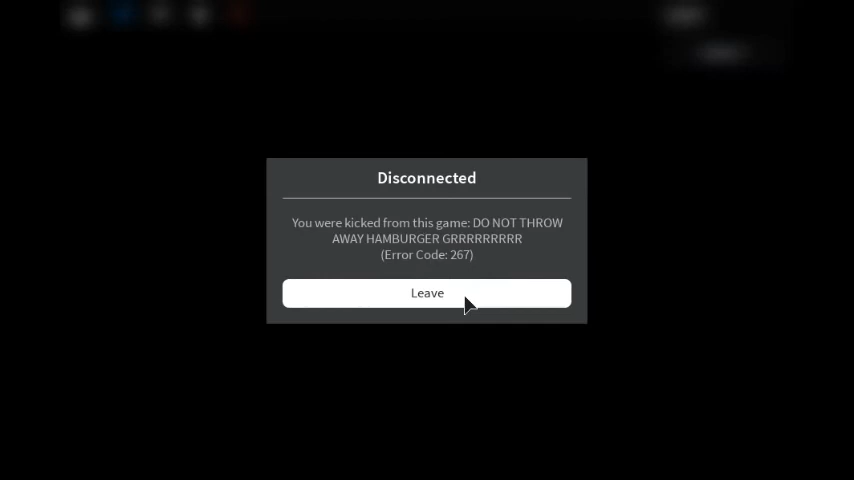 Disconnected
You were kicked from this game: DO NOT THROW
AWAY HAMBURGER GRRRRRRRRR
(Error Code: 267)
Leave